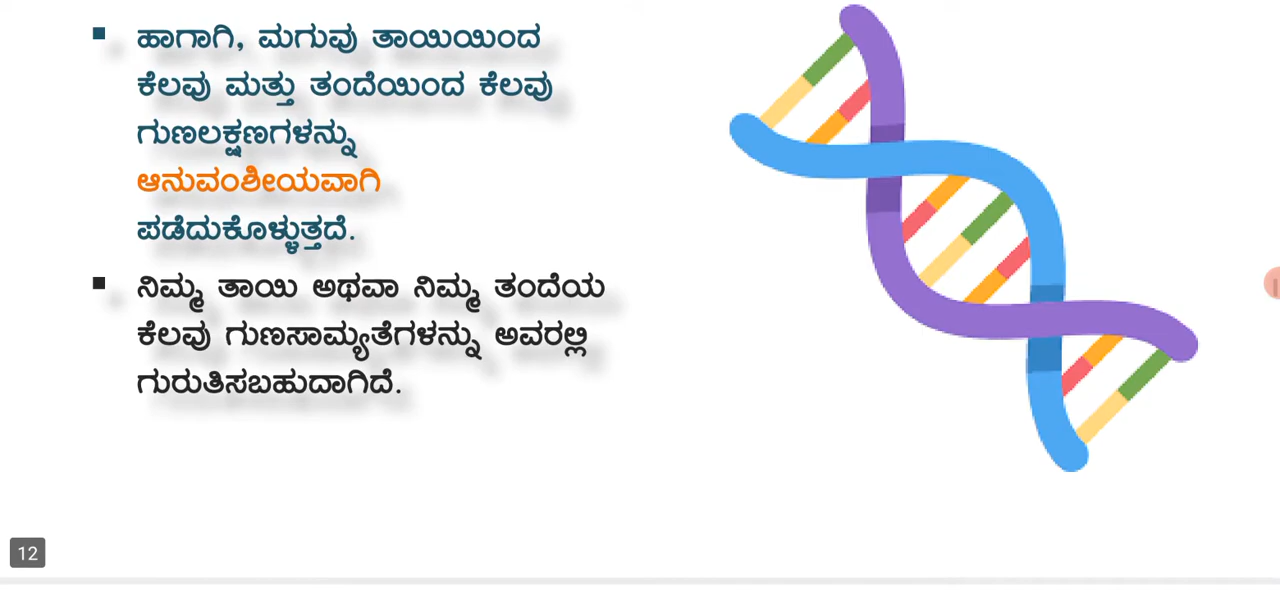 ಹಾಗಾಗಿ, ಮಗುವು ತಾಯಿಯಿಂದ
ಕೆಲವು ಮತ್ತು ತಂದೆಯಿಂದ ಕೆಲವು
ಗುಣಲಕ್ಷಣಗಳನ್ನು
ಆನುವಂಶೀಯವಾಗಿ
ಪಡೆದುಕೊಳ್ಳುತ್ತದೆ.
ನಿಮ್ಮ ತಾಯಿ ಅಥವಾ ನಿಮ್ಮ ತಂದೆಯ
ಕೆಲವು ಗುಣಸಾಮ್ಯತೆಗಳನ್ನು ಅವರಲ್ಲಿ
ಗುರುತಿಸಬಹುದಾಗಿದೆ.
12